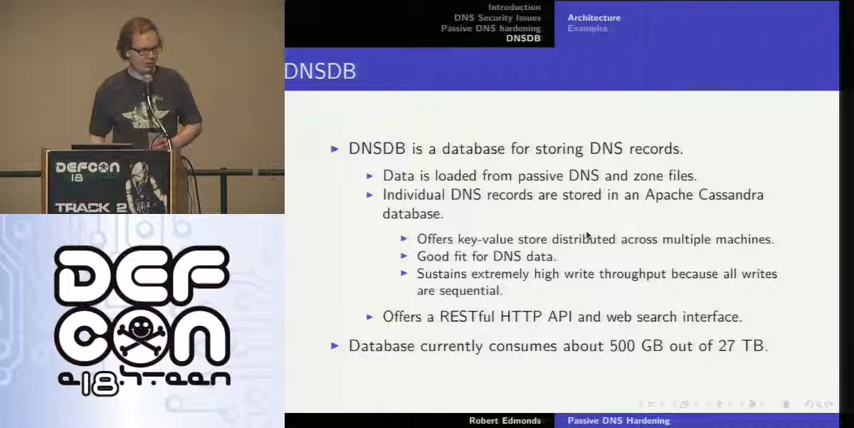 Introduction
DNS Security Issues
Passive DNS hardening
DNSDB
Architecture
Examples
DNSDB
DNSDB is a database for storing DNS records.
Data is loaded from passive DNS and zone files.
Individual DNS records are stored in an Apache Cassandra
database.
Offers key-value store distributed across multiple machines.
Good fit for DNS data.
Sustains extremely high write throughput because all writes
are sequential.
Offers a RESTful HTTP API and web search interface.
Database currently consumes about 500 GB out of 27 TB.
Robert Edmonds
Passive DNS Hardening
DEFCON
18
TRACK 2
DEF
CON
e18hteen